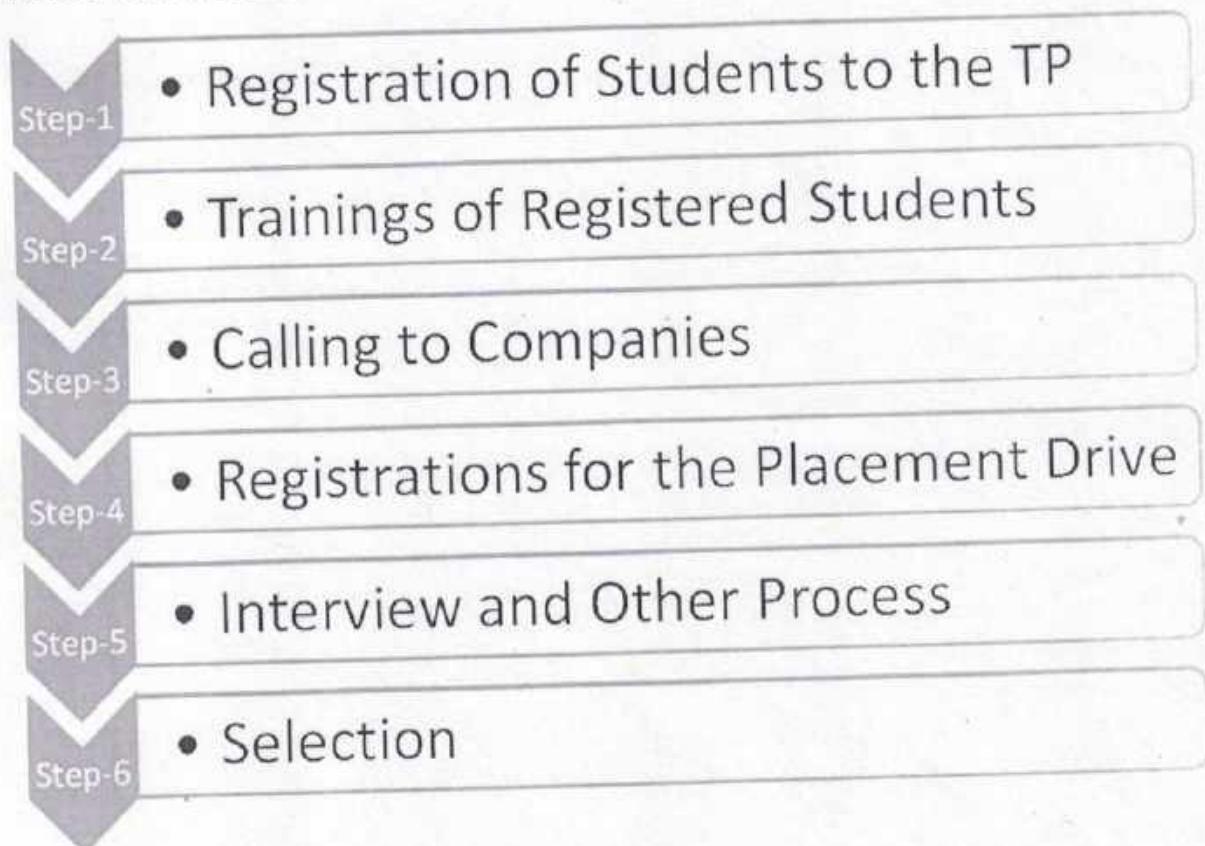 Step-1
• Registration of Students to the TP
Step-2
• Trainings of Registered Students
Step-3
• Calling to Companies
Step-4
• Registrations for the Placement Drive
Step-5
• Interview and Other Process
Step-6
• Selection